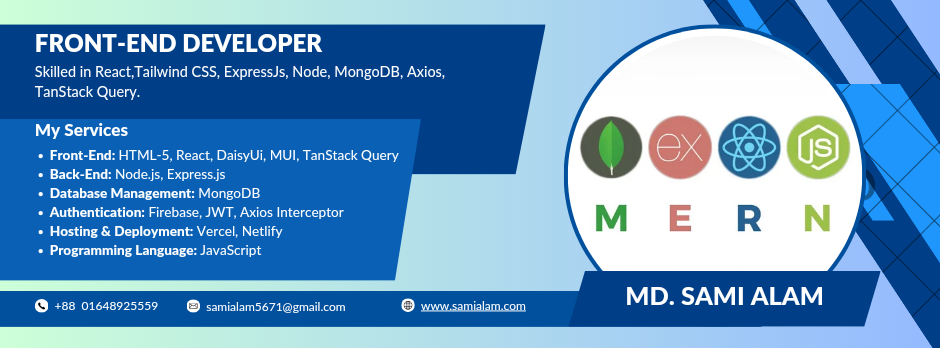 FRONT-END DEVELOPER
Skilled in React,Tailwind CSS, ExpressJs, Node, MongoDB, Axios,
TanStack Query.
My Services
• Front-End: HTML-5, React, DaisyUi, MUI, TanStack Query
• Back-End: Node.js, Express.js
• Database Management: MongoDB
• Authentication: Firebase, JWT, Axios Interceptor
• Hosting & Deployment: Vercel, Netlify
• Programming Language: JavaScript
+88 01648925559 samialam5671@gmail.com www.samialam.com
ex JS
M E R N
MD. SAMI ALAM